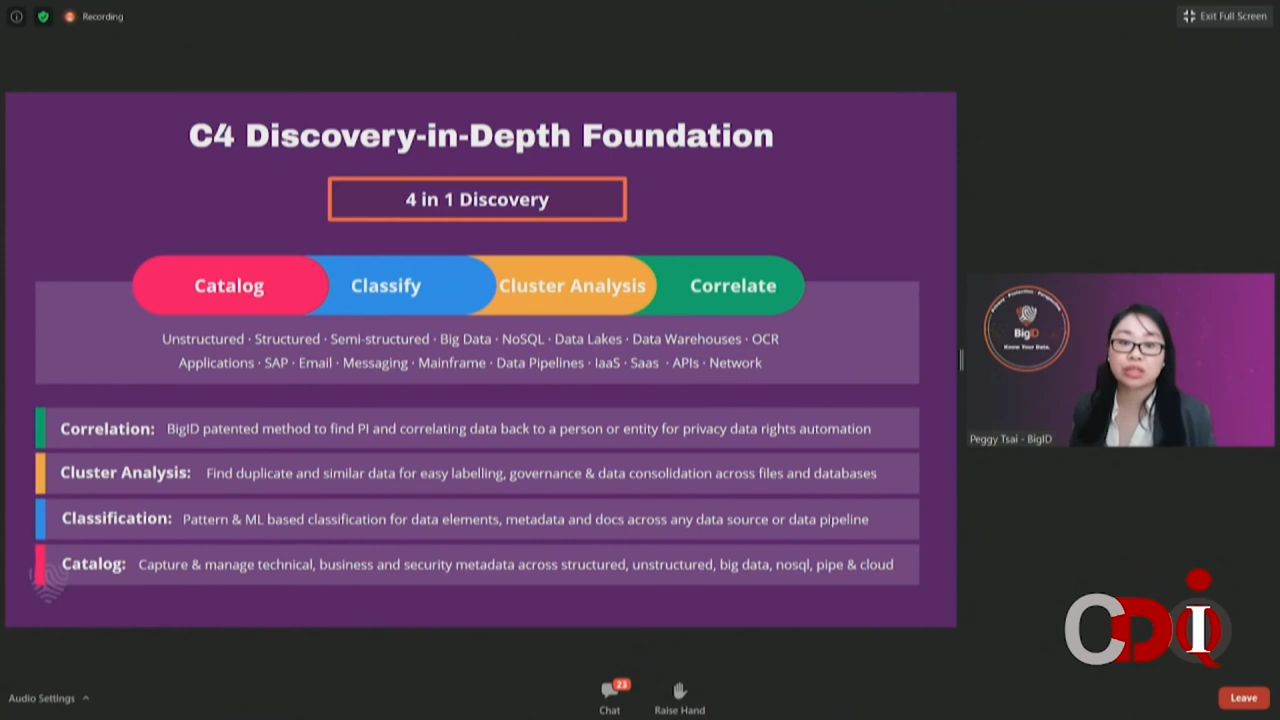 Recording
Exit Full Screen
C4 Discovery-in-Depth Foundation
4 in 1 Discovery
Catalog
Classify
Cluster Analysis
Correlate
Unstructured · Structured · Semi-structured · Big Data · NoSQL · Data Lakes · Data Warehouses · OCR
Applications · SAP · Email · Messaging · Mainframe · Data Pipelines · IaaS · Saas · APIs · Network
Correlation: BigID patented method to find PI and correlating data back to a person or entity for privacy data rights automation
Cluster Analysis: Find duplicate and similar data for easy labelling, governance & data consolidation across files and databases
Classification: Pattern & ML based classification for data elements, metadata and docs across any data source or data pipeline
Catalog: Capture & manage technical, business and security metadata across structured, unstructured, big data, nosql, pipe & cloud
Privacy · Protection · Perspective
BigID
Know Your Data.
Peggy Tsai - BigID
CDIQ
Audio Settings
23
Chat
Raise Hand
Leave